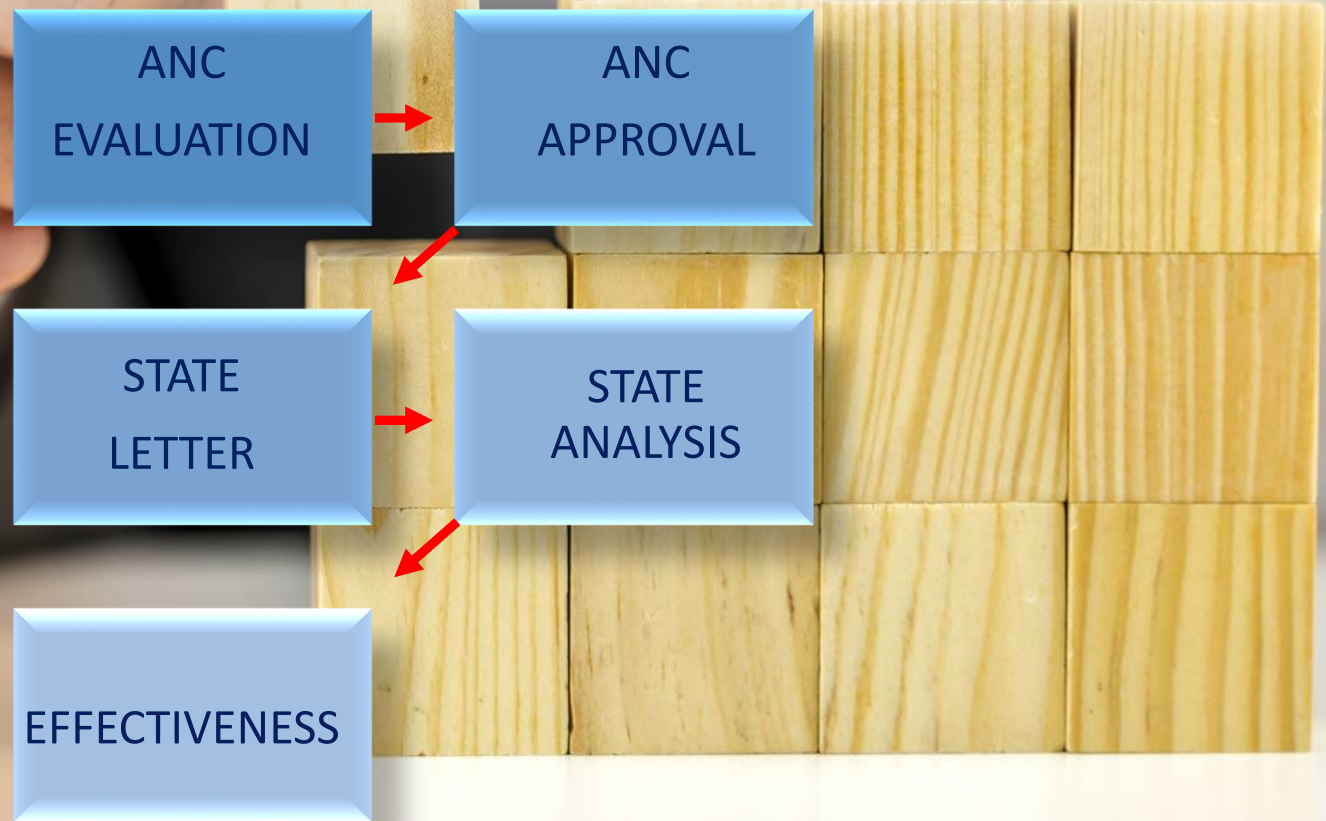 ANC
EVALUATION
ANC
APPROVAL
STATE
LETTER
STATE
ANALYSIS
EFFECTIVENESS